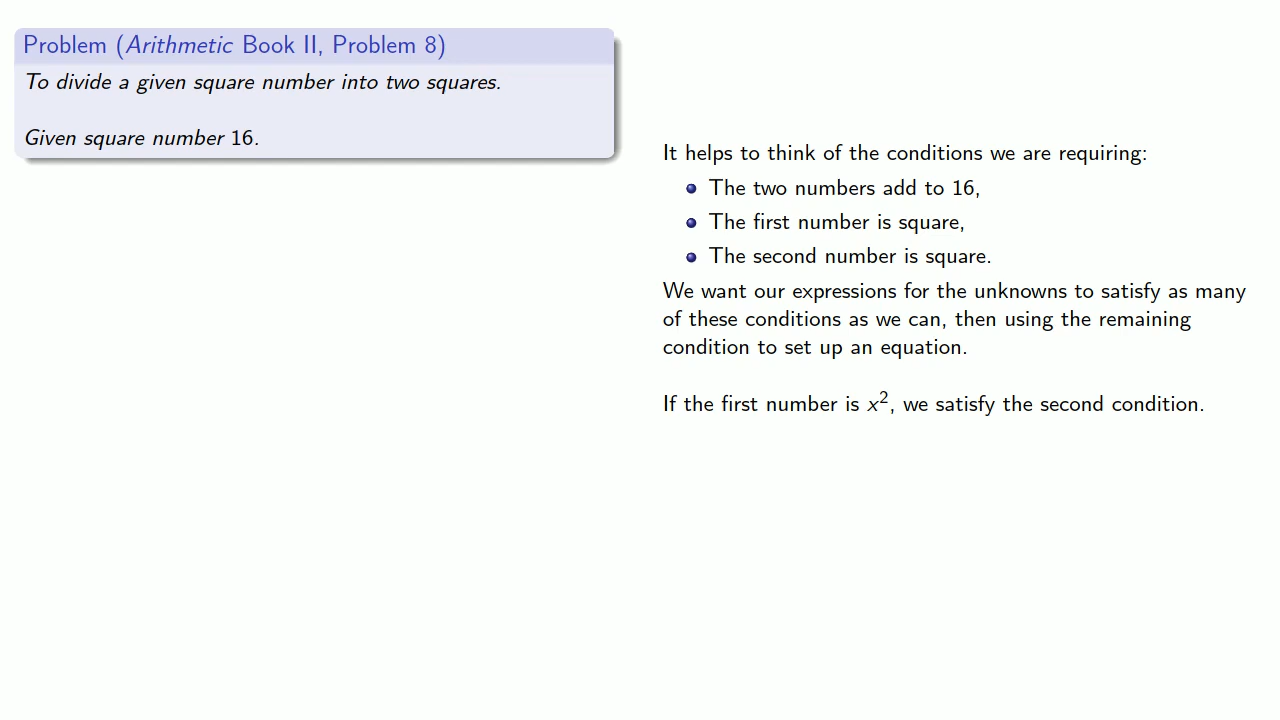 Problem (Arithmetic Book II, Problem 8)
To divide a given square number into two squares.
Given square number 16.
It helps to think of the conditions we are requiring:
The two numbers add to 16,
The first number is square,
The second number is square.
We want our expressions for the unknowns to satisfy as many
of these conditions as we can, then using the remaining
condition to set up an equation.
If the first number is x², we satisfy the second condition.